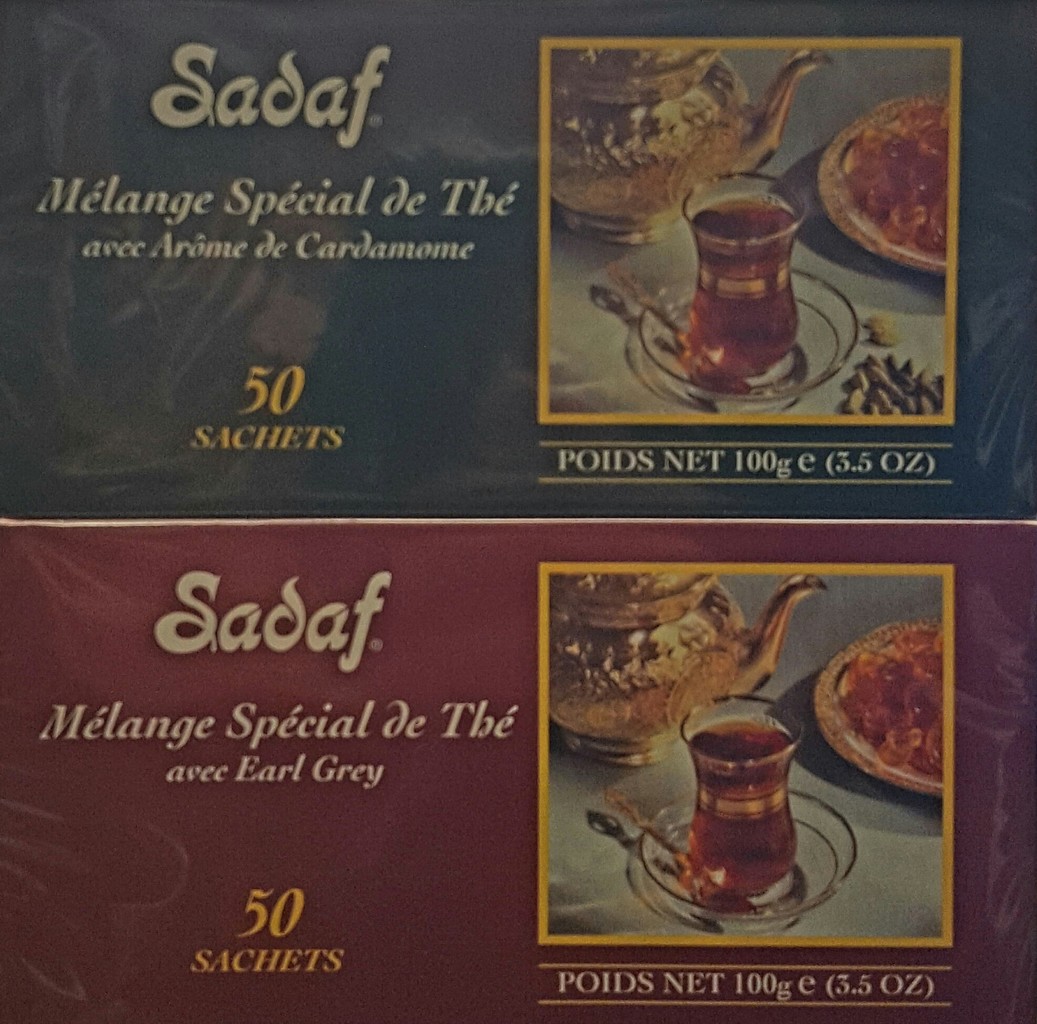 Sadaf®
Mélange Spécial de Thé
avec Arôme de Cardamome
50
SACHETS
POIDS NET 100g e (3.5 OZ)
Sadaf®
Mélange Spécial de Thé
avec Earl Grey
50
SACHETS
POIDS NET 100g e (3.5 OZ)